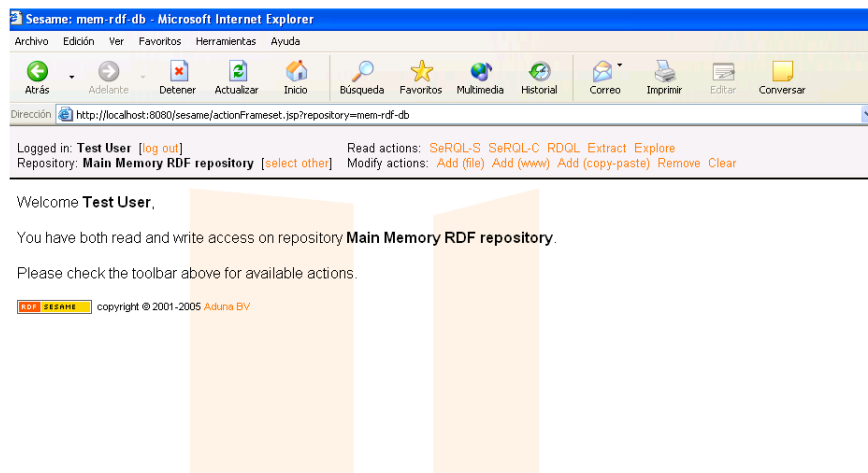 Sesame: mem-rdf-db - Microsoft Internet Explorer
Archivo Edición Ver Favoritos Herramientas Ayuda
Atrás Adelante Detener Actualizar Inicio Búsqueda Favoritos Multimedia Historial Correo Imprimir Editar Conversar
Dirección http://localhost:8080/sesame/actionFrameset.jsp?repository=mem-rdf-db
Logged in: Test User [log out] Read actions: SeRQL-S SeRQL-C RDQL Extract Explore
Repository: Main Memory RDF repository [select other] Modify actions: Add (file) Add (www) Add (copy-paste) Remove Clear
Welcome Test User,
You have both read and write access on repository Main Memory RDF repository.
Please check the toolbar above for available actions.
RDF SESAME copyright © 2001-2005 Aduna BV